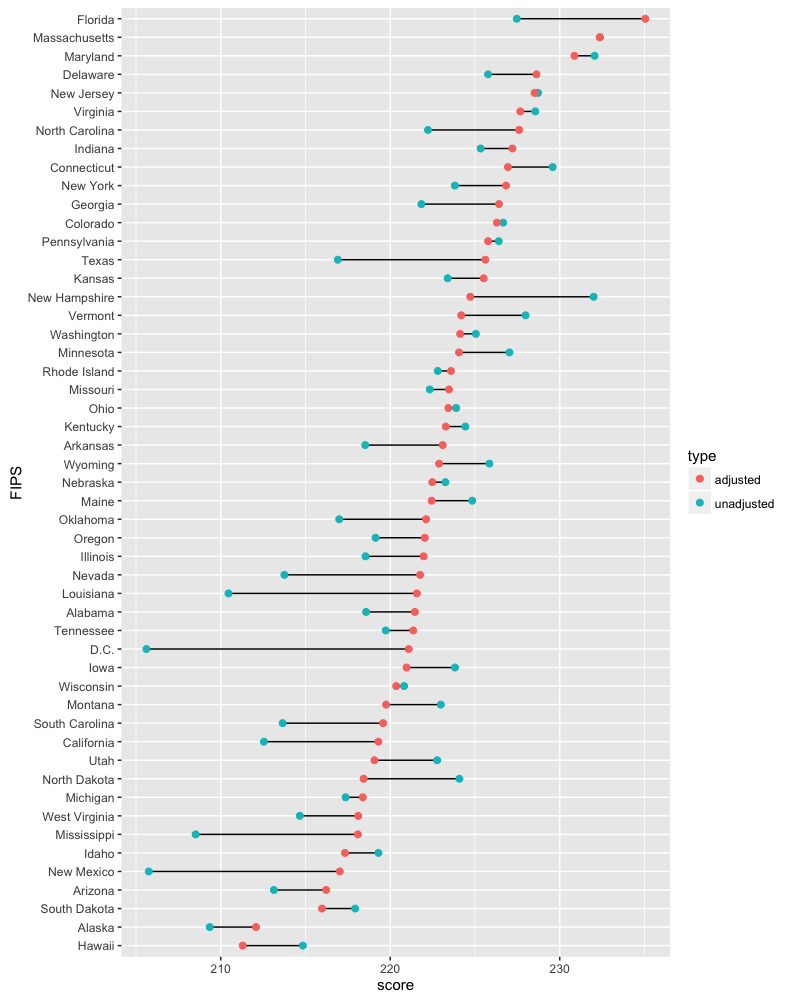 Florida
Massachusetts
Maryland
Delaware
New Jersey
Virginia
North Carolina
Indiana
Connecticut
New York
Georgia
Colorado
Pennsylvania
Texas
Kansas
New Hampshire
Vermont
Washington
Minnesota
Rhode Island
Missouri
Ohio
Kentucky
Arkansas
Wyoming
Nebraska
Maine
Oklahoma
Oregon
Illinois
Nevada
Louisiana
Alabama
Tennessee
D.C.
Iowa
Wisconsin
Montana
South Carolina
California
Utah
North Dakota
Michigan
West Virginia
Mississippi
Idaho
New Mexico
Arizona
South Dakota
Alaska
Hawaii
FIPS
210 220 230
score
type
adjusted
unadjusted